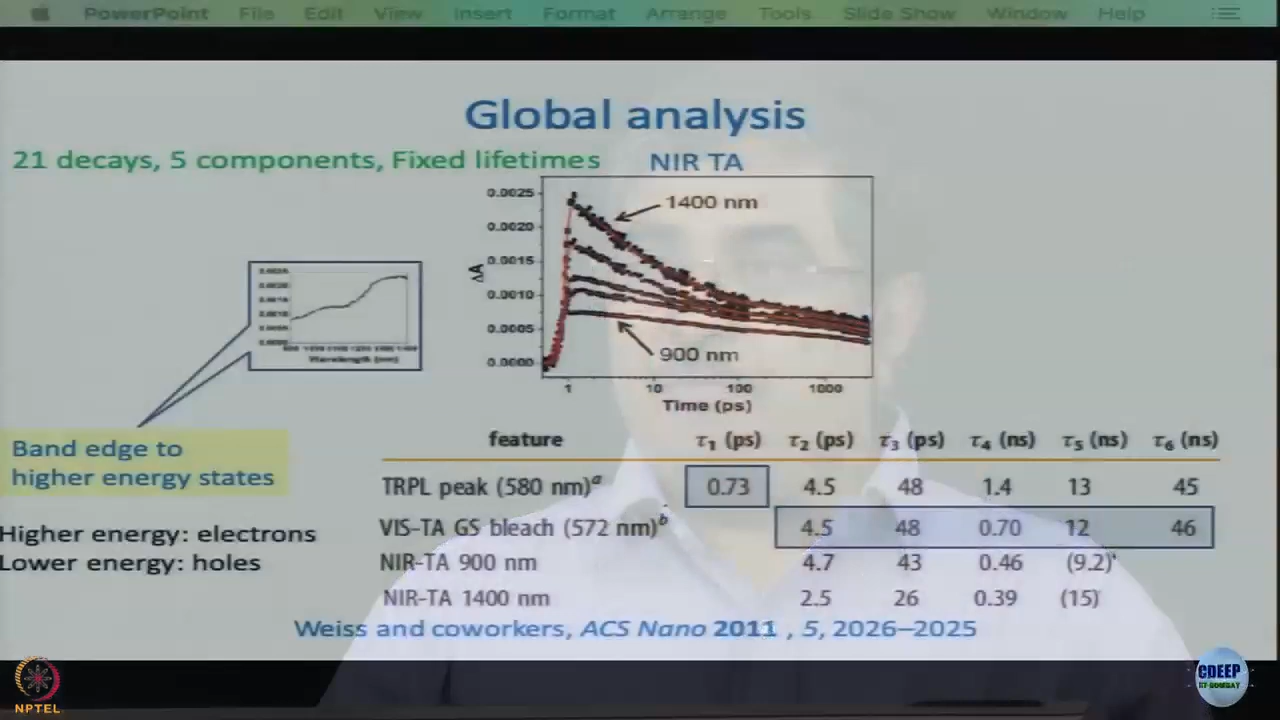 PowerPoint File Edit View Insert Format Arrange Tools Slide Show Window Help
Global analysis
21 decays, 5 components, Fixed lifetimes
NIR TA
0.0025
0.0020
0.0015
0.0010
0.0005
0.0000
ΔA
1400 nm
900 nm
1 10 100 1000
Time (ps)
Wavelength (nm)
Band edge to
higher energy states
Higher energy: electrons
Lower energy: holes
feature τ1 (ps) τ2 (ps) τ3 (ps) τ4 (ns) τ5 (ns) τ6 (ns)
TRPL peak (580 nm)a 0.73 4.5 48 1.4 13 45
VIS-TA GS bleach (572 nm)b 4.5 48 0.70 12 46
NIR-TA 900 nm 4.7 43 0.46 (9.2)
NIR-TA 1400 nm 2.5 26 0.39 (15)
Weiss and coworkers, ACS Nano 2011 , 5, 2026–2025
NPTEL
CDEEP
IIT BOMBAY